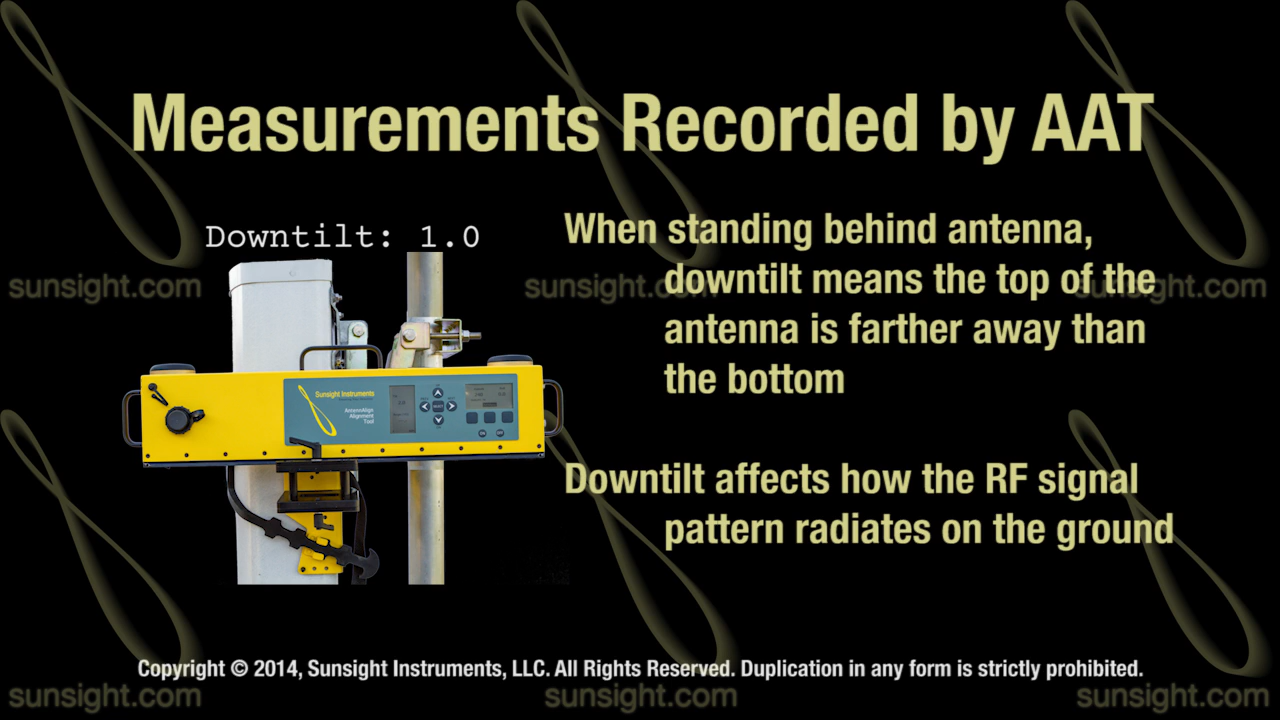 Measurements Recorded by AAT
Downtilt: 1.0
When standing behind antenna,
downtilt means the top of the
antenna is farther away than
the bottom
Sunsight Instruments
AntennAlign
Alignment
Tool
Downtilt affects how the RF signal
pattern radiates on the ground
Copyright © 2014, Sunsight Instruments, LLC. All Rights Reserved. Duplication in any form is strictly prohibited.
sunsight.com
sunsight.com
sunsight.com
sunsight.com
sunsight.com
sunsight.com